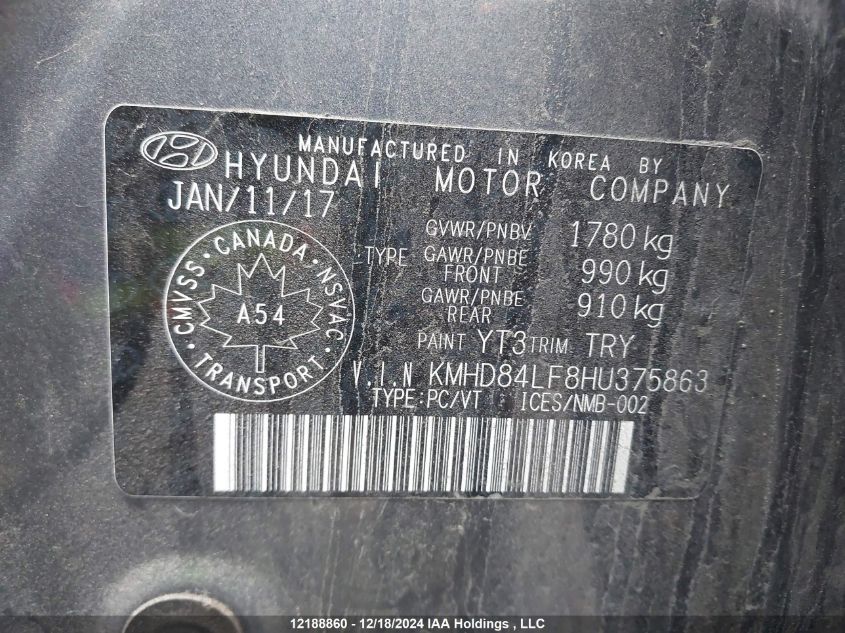 MANUFACTURED IN KOREA BY
HYUNDAI MOTOR COMPANY
JAN/11/17
GVWR/PNBV 1780 kg
TYPE GAWR/PNBE FRONT 990 kg
GAWR/PNBE REAR 910 kg
CMVSS · CANADA · NSVAC
A54
TRANSPORT
PAINT YT3 TRIM TRY
V.I.N KMHD84LF8HU375863
TYPE:PC/VT ICES/NMB-002
12188860 - 12/18/2024 IAA Holdings , LLC